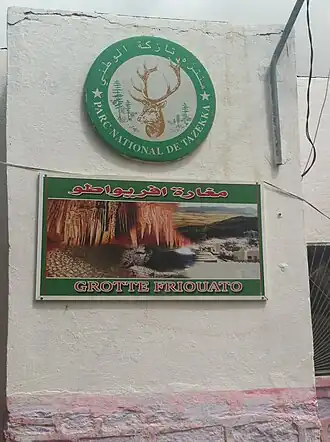 منتزه تازكة الوطني
PARC NATIONAL DE TAZEKKA
مغارة افريواطو
GROTTE FRIOUATO